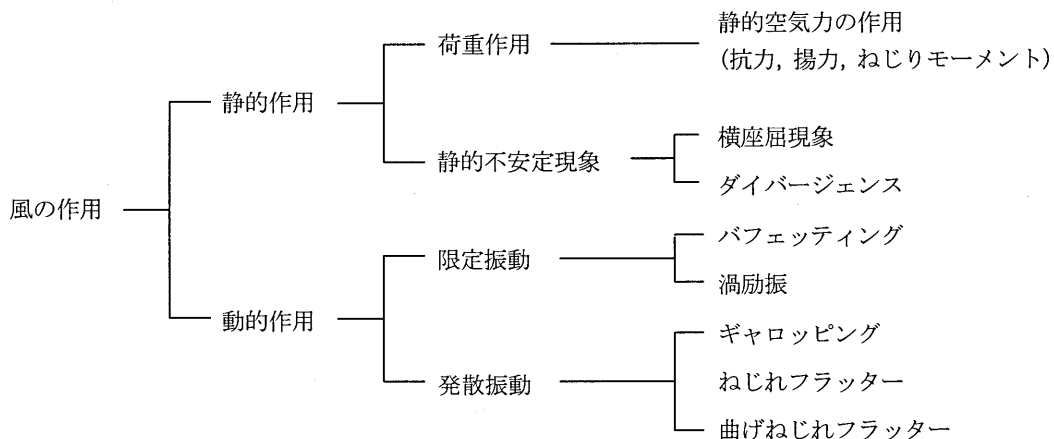 静的空気力の作用
荷重作用
(抗力, 揚力, ねじりモーメント)
静的作用
横座屈現象
静的不安定現象
ダイバージェンス
風の作用
バフェッティング
限定振動
渦励振
動的作用
ギャロッピング
発散振動
ねじれフラッター
曲げねじれフラッター